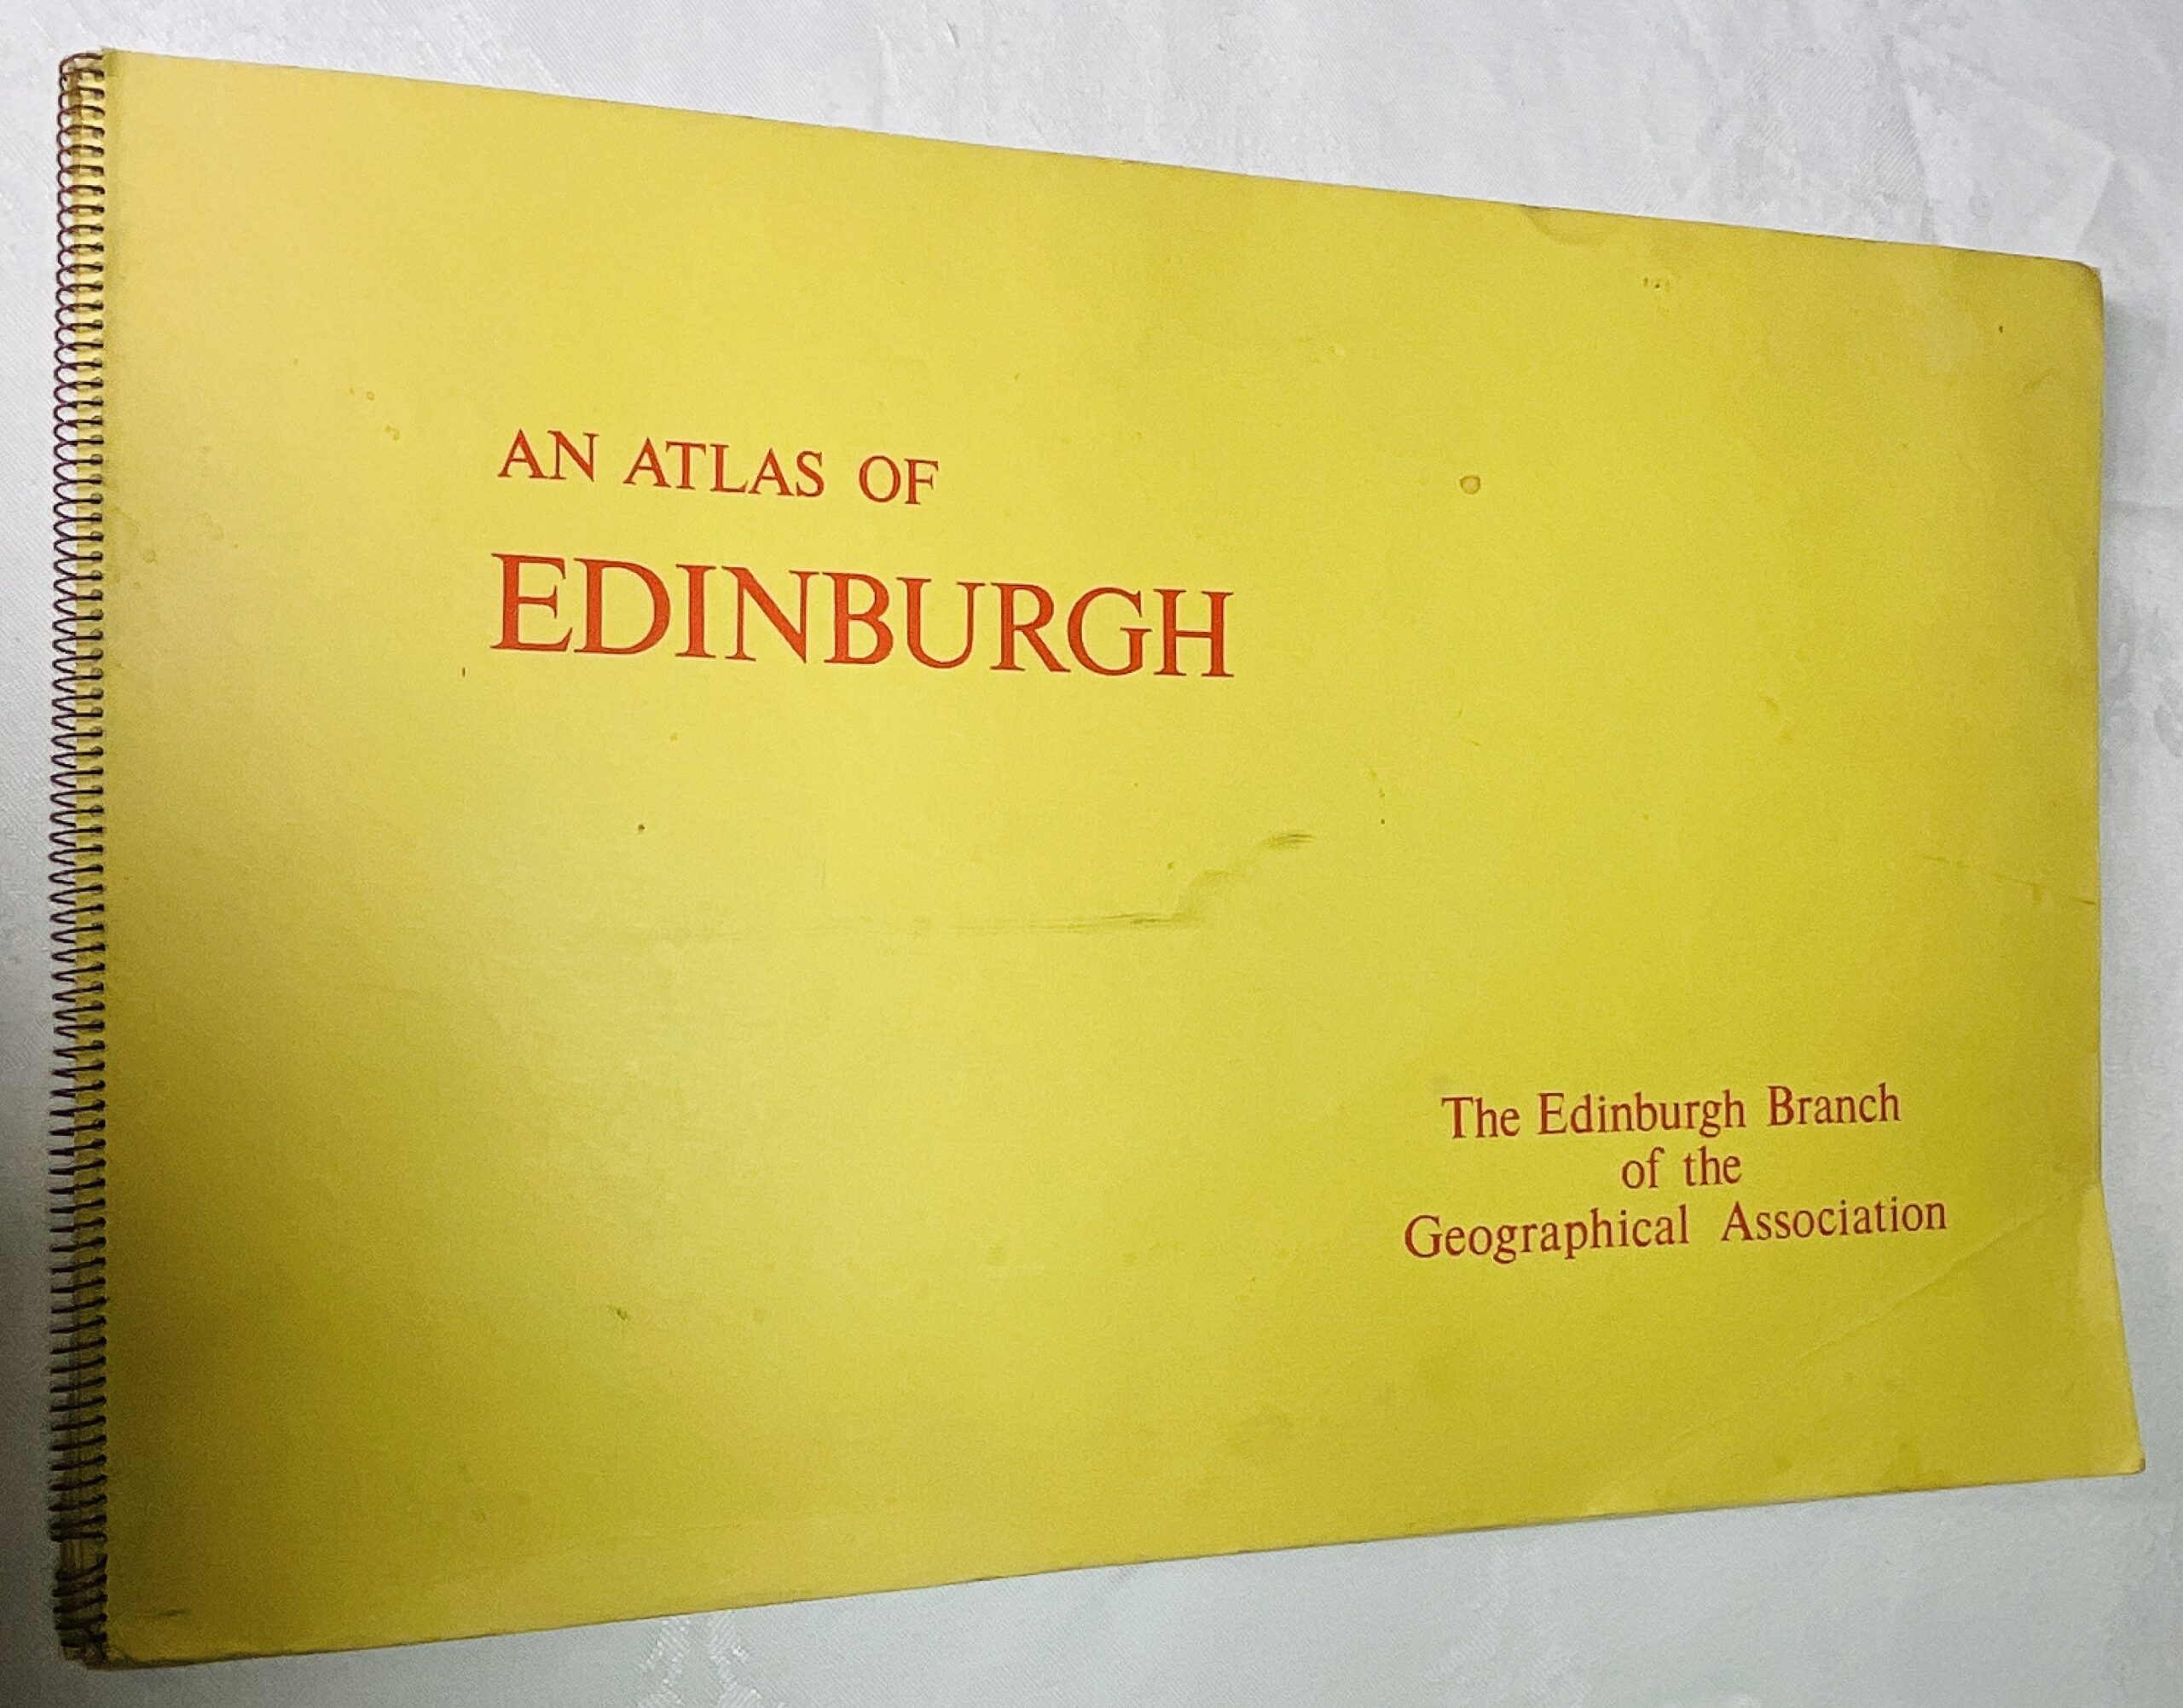 AN ATLAS OF
EDINBURGH
The Edinburgh Branch
of the
Geographical Association